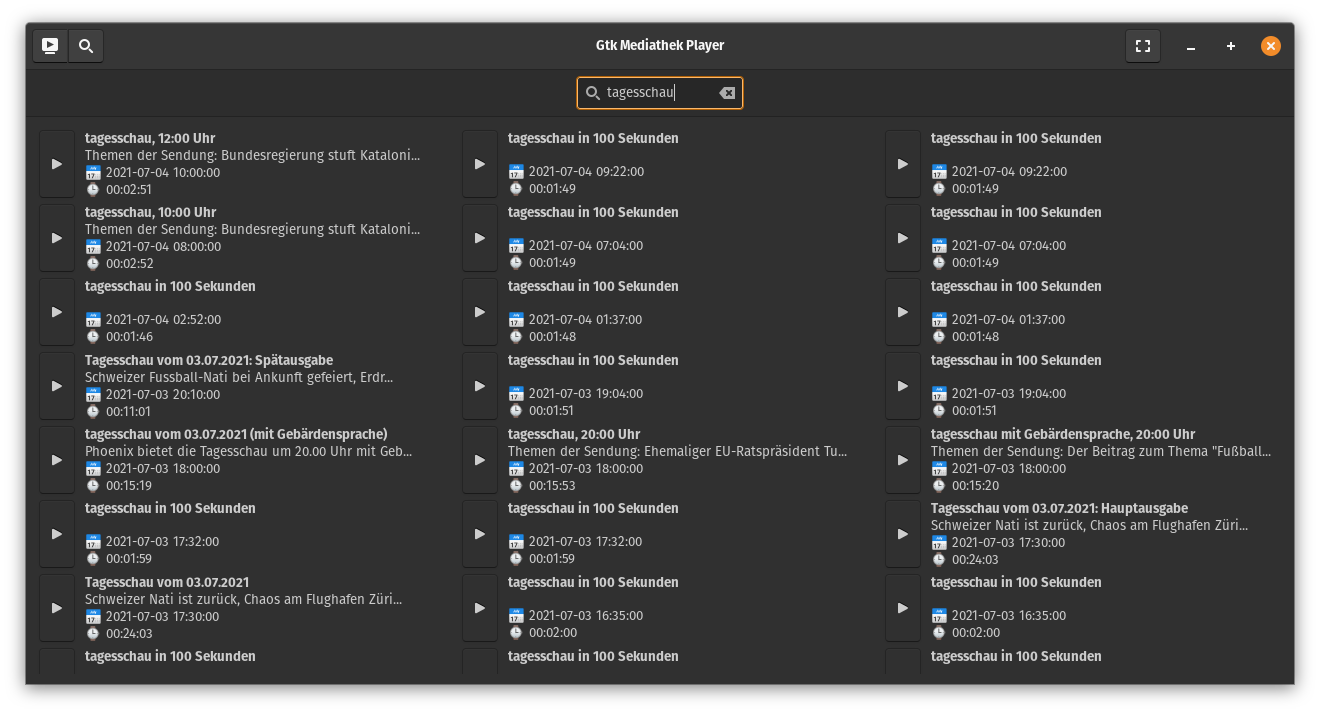 Gtk Mediathek Player
tagesschau
tagesschau, 12:00 Uhr
Themen der Sendung: Bundesregierung stuft Kataloni...
2021-07-04 10:00:00
00:02:51
tagesschau in 100 Sekunden
2021-07-04 09:22:00
00:01:49
tagesschau in 100 Sekunden
2021-07-04 09:22:00
00:01:49
tagesschau, 10:00 Uhr
Themen der Sendung: Bundesregierung stuft Kataloni...
2021-07-04 08:00:00
00:02:52
tagesschau in 100 Sekunden
2021-07-04 07:04:00
00:01:49
tagesschau in 100 Sekunden
2021-07-04 07:04:00
00:01:49
tagesschau in 100 Sekunden
2021-07-04 02:52:00
00:01:46
tagesschau in 100 Sekunden
2021-07-04 01:37:00
00:01:48
tagesschau in 100 Sekunden
2021-07-04 01:37:00
00:01:48
Tagesschau vom 03.07.2021: Spätausgabe
Schweizer Fussball-Nati bei Ankunft gefeiert, Erdr...
2021-07-03 20:10:00
00:11:01
tagesschau in 100 Sekunden
2021-07-03 19:04:00
00:01:51
tagesschau in 100 Sekunden
2021-07-03 19:04:00
00:01:51
tagesschau vom 03.07.2021 (mit Gebärdensprache)
Phoenix bietet die Tagesschau um 20.00 Uhr mit Geb...
2021-07-03 18:00:00
00:15:19
tagesschau, 20:00 Uhr
Themen der Sendung: Ehemaliger EU-Ratspräsident Tu...
2021-07-03 18:00:00
00:15:53
tagesschau mit Gebärdensprache, 20:00 Uhr
Themen der Sendung: Der Beitrag zum Thema "Fußball...
2021-07-03 18:00:00
00:15:20
tagesschau in 100 Sekunden
2021-07-03 17:32:00
00:01:59
tagesschau in 100 Sekunden
2021-07-03 17:32:00
00:01:59
Tagesschau vom 03.07.2021: Hauptausgabe
Schweizer Nati ist zurück, Chaos am Flughafen Züri...
2021-07-03 17:30:00
00:24:03
Tagesschau vom 03.07.2021
Schweizer Nati ist zurück, Chaos am Flughafen Züri...
2021-07-03 17:30:00
00:24:03
tagesschau in 100 Sekunden
2021-07-03 16:35:00
00:02:00
tagesschau in 100 Sekunden
2021-07-03 16:35:00
00:02:00
tagesschau in 100 Sekunden
tagesschau in 100 Sekunden
tagesschau in 100 Sekunden